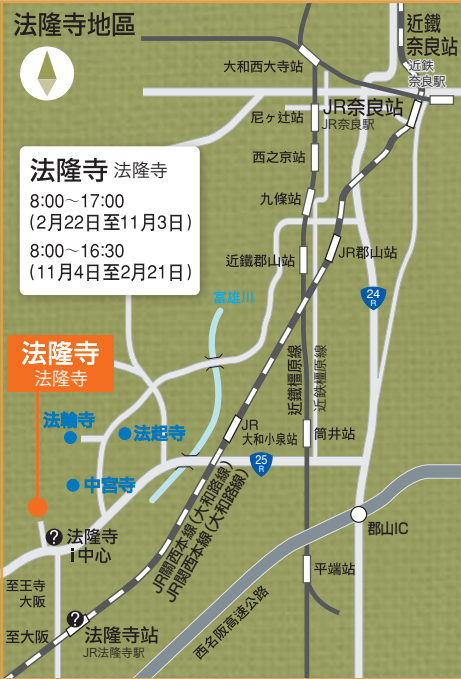 法隆寺地區
近鐵
奈良站
近鉄
奈良駅
大和西大寺站
JR奈良站
JR奈良駅
尼ヶ辻站
西之京站
法隆寺 法隆寺
8:00～17:00
(2月22日至11月3日)
8:00～16:30
(11月4日至2月21日)
九條站
近鐵郡山站
JR郡山站
富雄川
24
R
法隆寺
法隆寺
近鐵橿原線
近鉄橿原線
法輪寺
法起寺
JR
大和小泉站
筒井站
25
R
中宮寺
JR關西本線(大和路線)
JR関西本線(大和路線)
郡山IC
?
法隆寺
i中心
平端站
至王寺
大阪
西名阪高速公路
?
至大阪
法隆寺站
JR法隆寺駅